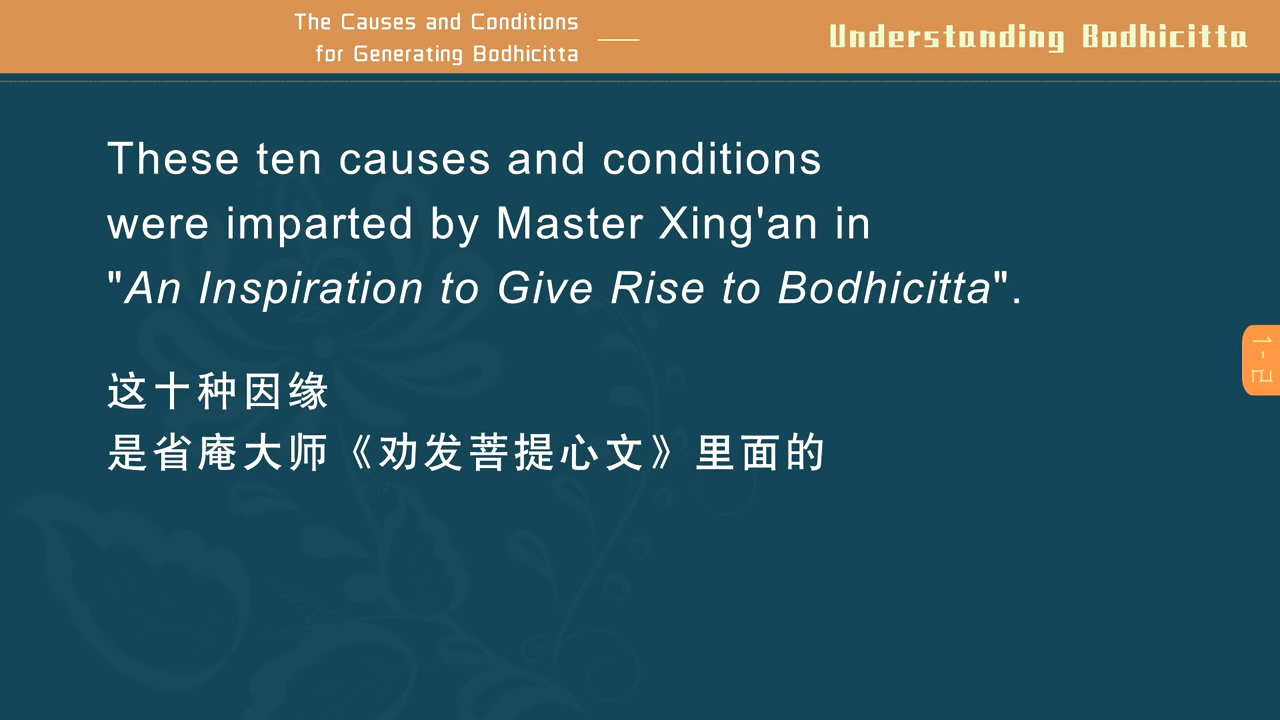 The Causes and Conditions
for Generating Bodhicitta
Understanding Bodhicitta
These ten causes and conditions
were imparted by Master Xing'an in
"An Inspiration to Give Rise to Bodhicitta".
这十种因缘
是省庵大师《劝发菩提心文》里面的